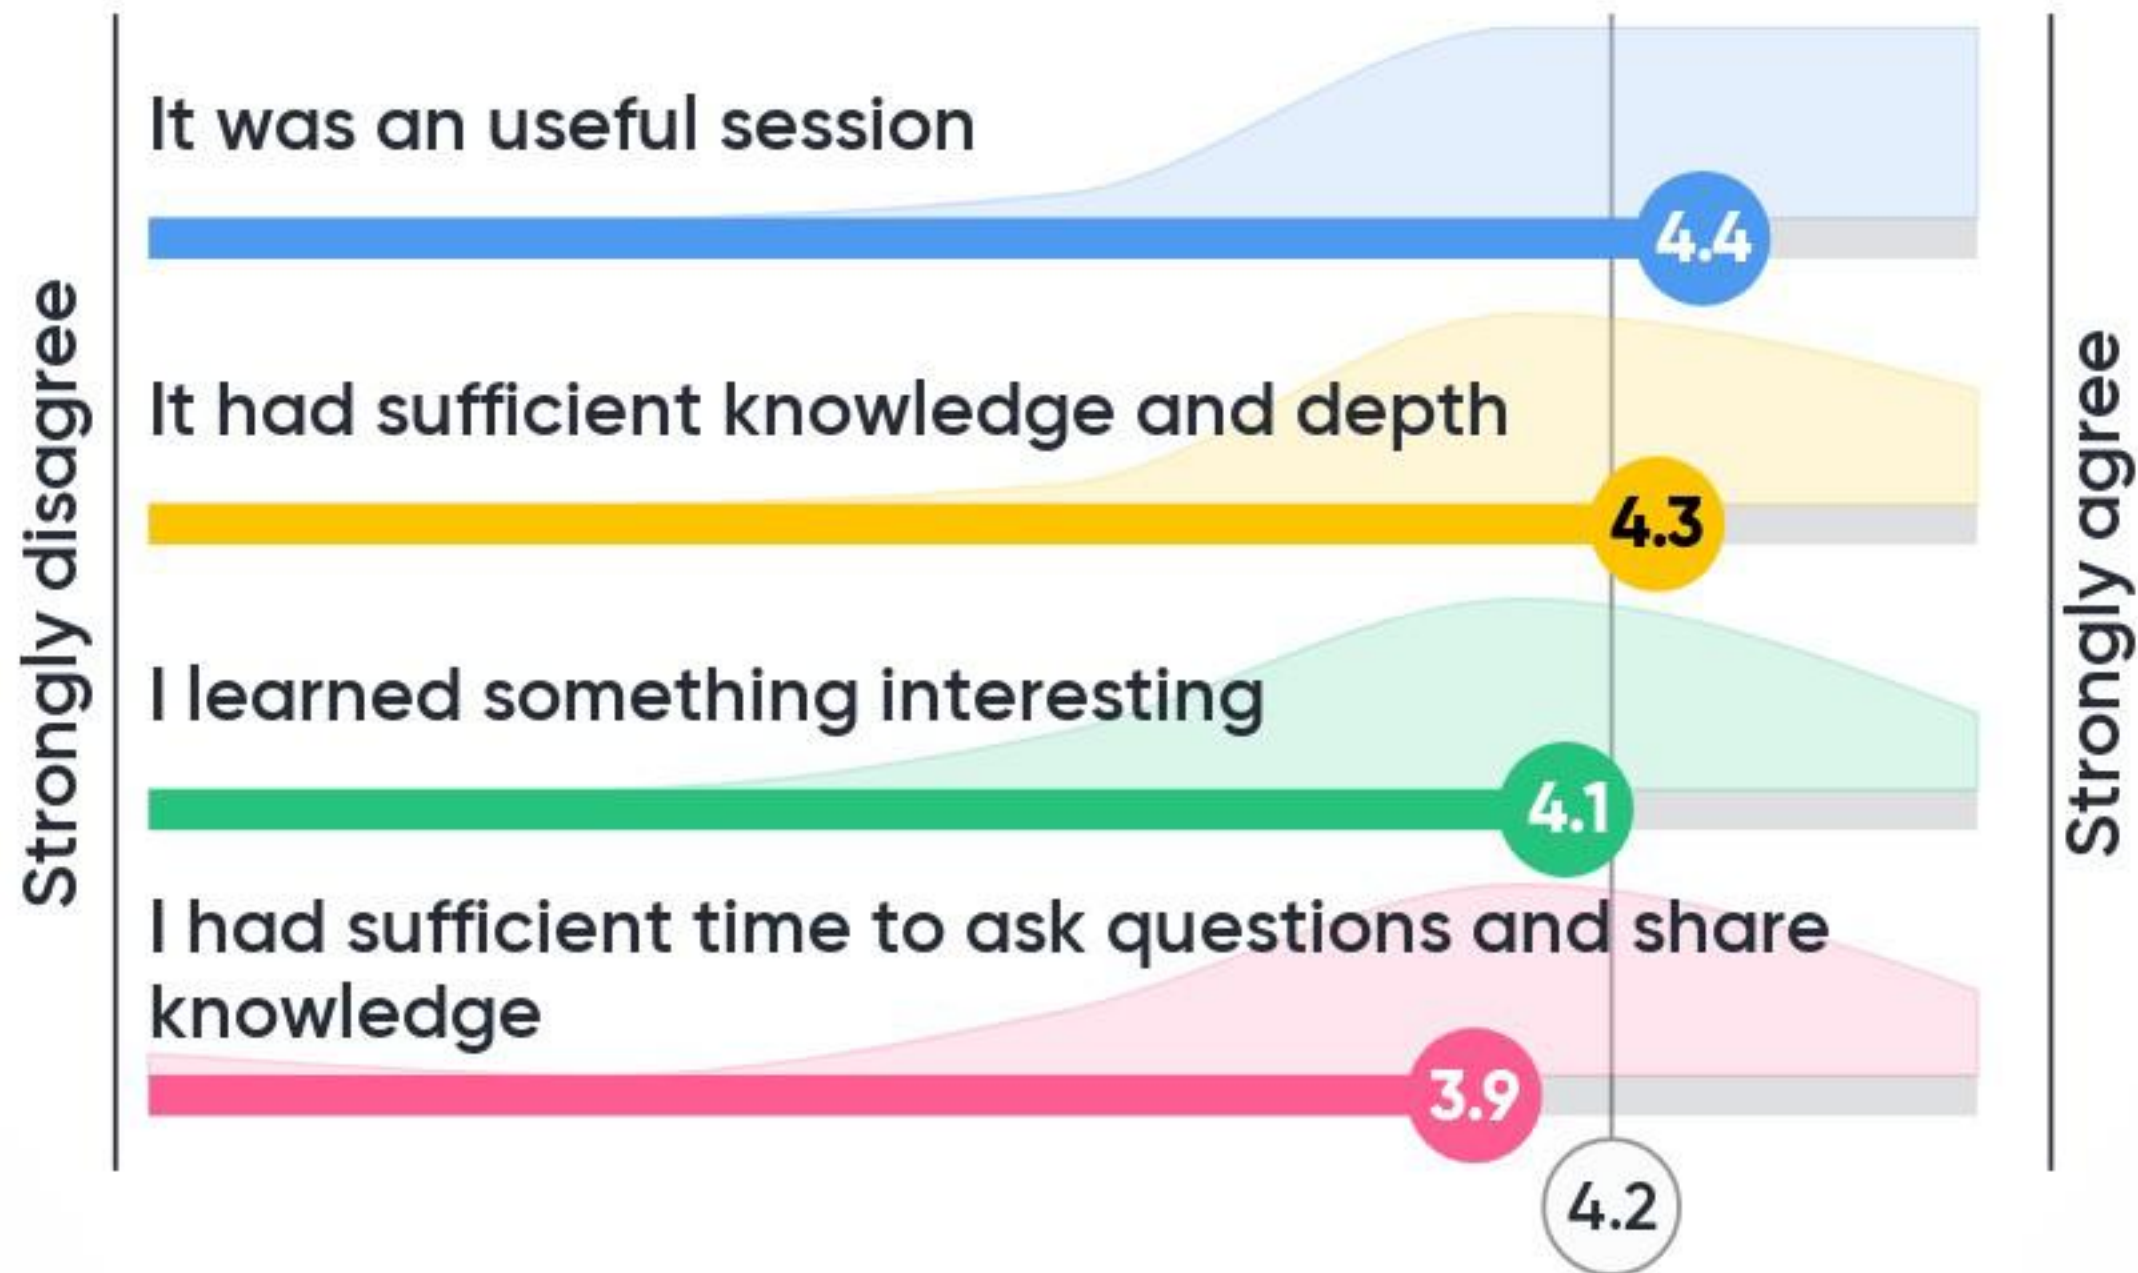 Strongly disagree
It was an useful session
4.4
It had sufficient knowledge and depth
4.3
I learned something interesting
4.1
I had sufficient time to ask questions and share
knowledge
3.9
4.2
Strongly agree